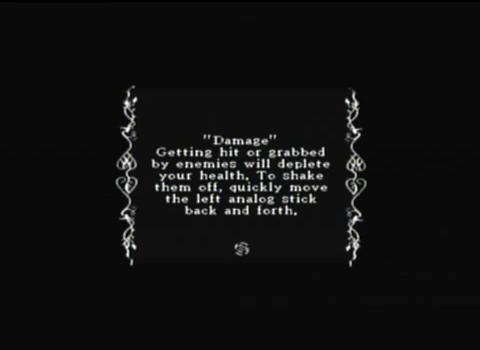 "Damage"
Getting hit or grabbed
by enemies will deplete
your health. To shake
them off, quickly move
the left analog stick
back and forth.